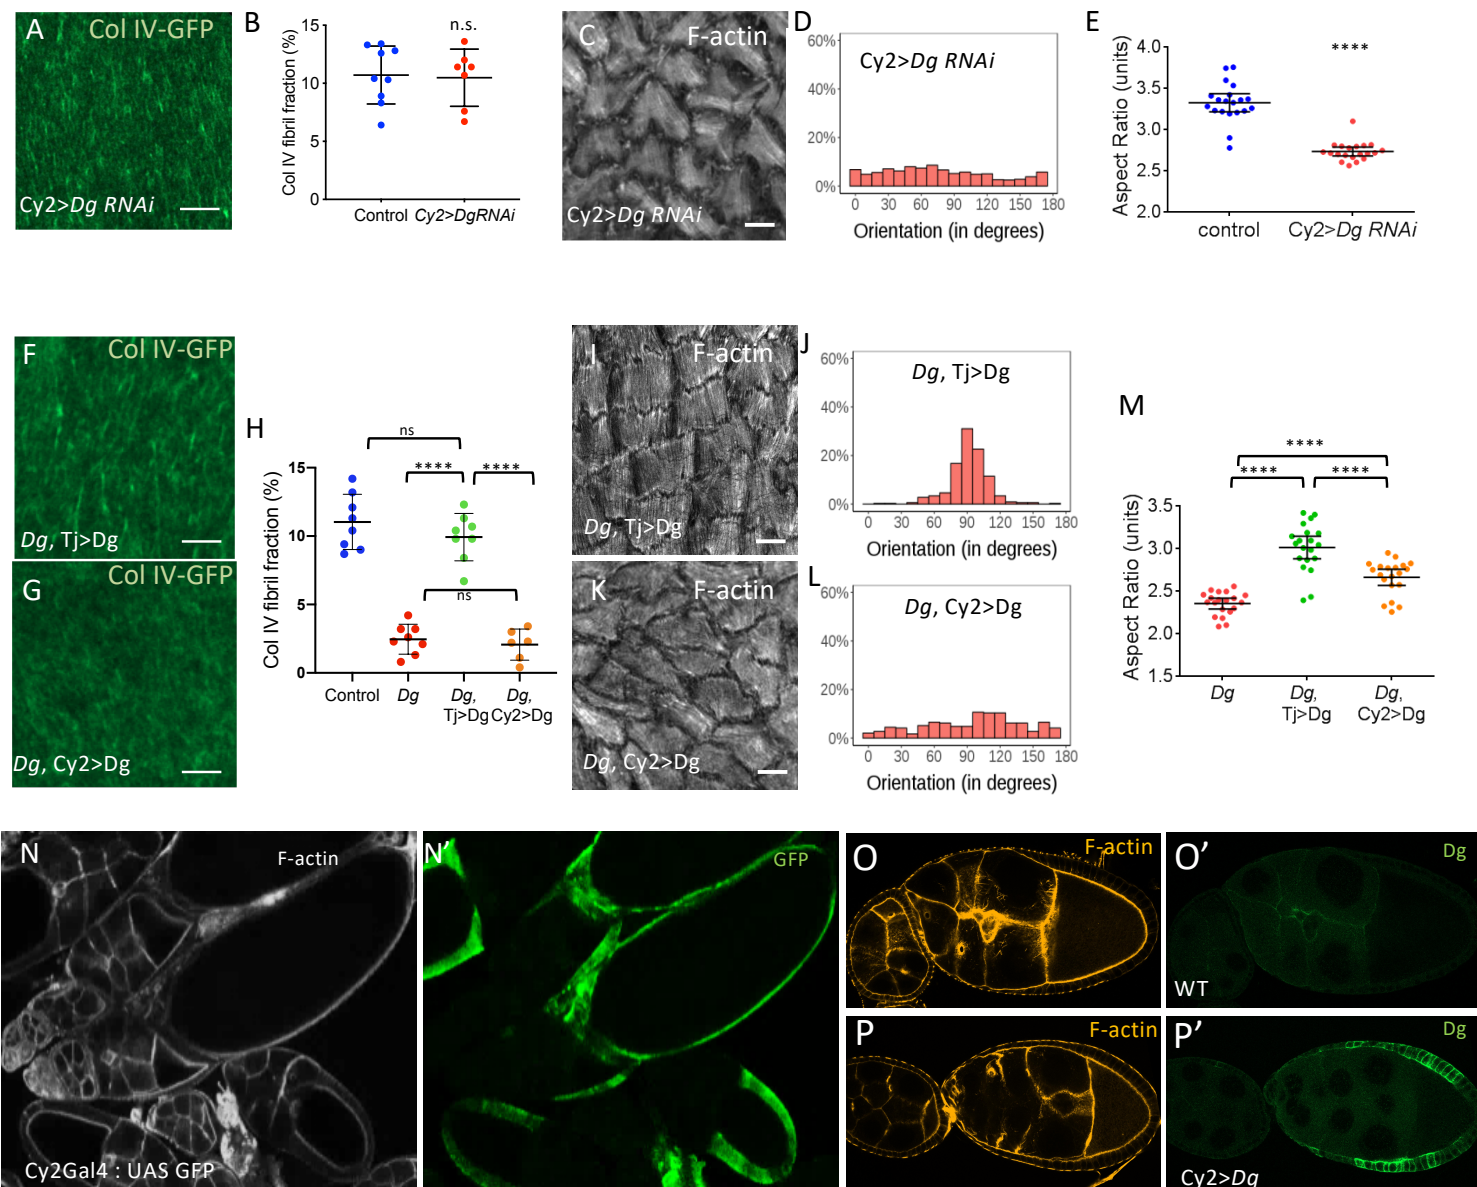 A
Col IV-GFP
Cy2>Dg RNAi
B
n.s.
Col IV fibril fraction (%)
15
10
5
0
Control
Cy2>DgRNAi
C
F-actin
Cy2>Dg RNAi
D
Cy2>Dg RNAi
60%
40%
20%
0%
0 30 60 90 120 150 180
Orientation (in degrees)
E
****
Aspect Ratio (units)
4.0
3.5
3.0
2.5
2.0
control
Cy2>Dg RNAi
F
Col IV-GFP
Dg, Tj>Dg
G
Col IV-GFP
Dg, Cy2>Dg
H
ns
****
****
ns
Col IV fibril fraction (%)
15
10
5
0
Control
Dg
Dg,
Tj>Dg
Dg,
Cy2>Dg
I
F-actin
Dg, Tj>Dg
J
Dg, Tj>Dg
60%
40%
20%
0%
0 30 60 90 120 150 180
Orientation (in degrees)
K
F-actin
Dg, Cy2>Dg
L
Dg, Cy2>Dg
60%
40%
20%
0%
0 30 60 90 120 150 180
Orientation (in degrees)
M
****
****
****
Aspect Ratio (units)
3.5
3.0
2.5
2.0
1.5
Dg
Dg,
Tj>Dg
Dg,
Cy2>Dg
N
F-actin
Cy2Gal4 : UAS GFP
N’
GFP
O
F-actin
O’
Dg
WT
P
F-actin
P’
Dg
Cy2>Dg